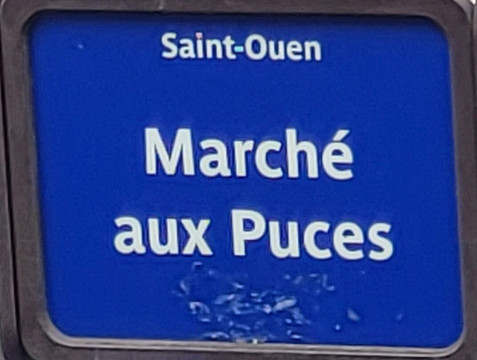 Saint-Ouen
Marché
aux Puces